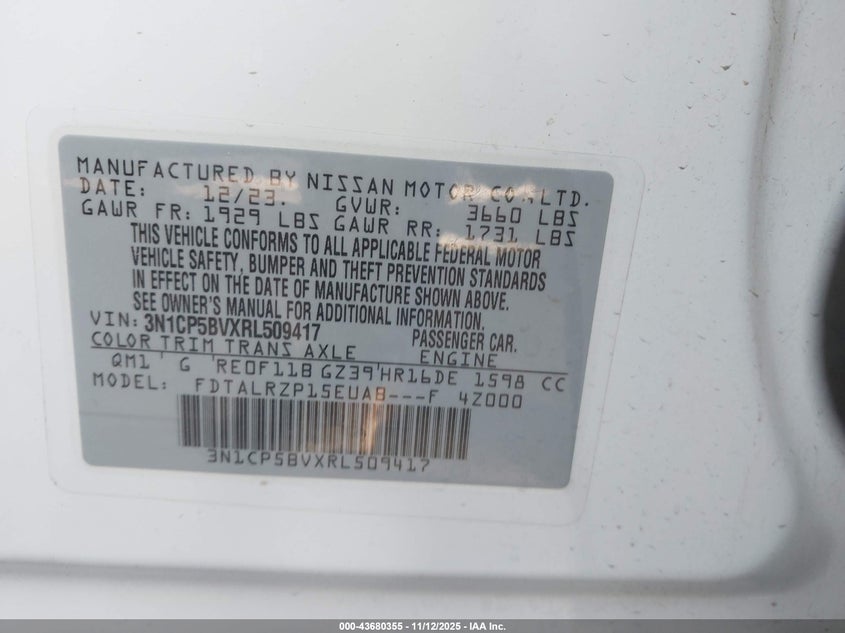 MANUFACTURED BY NISSAN MOTOR CO., LTD.
DATE: 12/23. GVWR: 3660 LBS
GAWR FR: 1929 LBS GAWR RR: 1731 LBS
THIS VEHICLE CONFORMS TO ALL APPLICABLE FEDERAL MOTOR
VEHICLE SAFETY, BUMPER AND THEFT PREVENTION STANDARDS
IN EFFECT ON THE DATE OF MANUFACTURE SHOWN ABOVE.
SEE OWNER'S MANUAL FOR ADDITIONAL INFORMATION.
VIN: 3N1CP5BVXRL509417 PASSENGER CAR.
COLOR TRIM TRANS AXLE ENGINE
QM1 ' G 'RE0F11B GZ39'HR16DE 1598 CC
MODEL: FDTALRZP15EUAB---F 4Z000
3N1CP5BVXRL509417
000-43680355 - 11/12/2025 - IAA Inc.